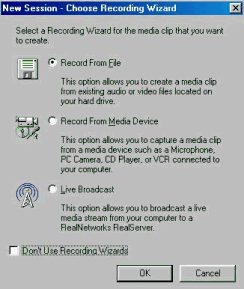 New Session - Choose Recording Wizard
Select a Recording Wizard for the media clip that you want
to create.
Record From File
This option allows you to create a media clip
from existing audio or video files located on
your hard drive.
Record From Media Device
This option allows you to capture a media clip
from a media device such as a Microphone,
PC Camera, CD Player, or VCR connected to
your computer.
Live Broadcast
This option allows you to broadcast a live
media stream from your computer to a
RealNetworks RealServer.
Don't Use Recording Wizards
OK
Cancel